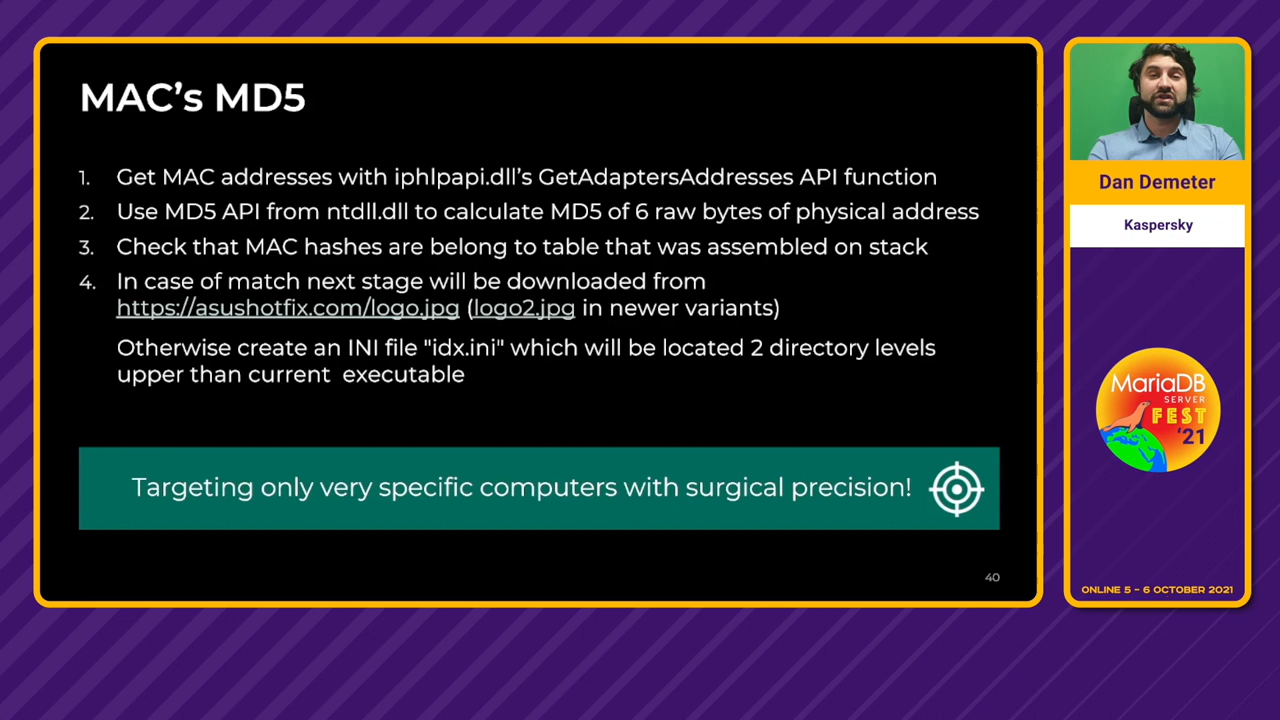 MAC's MD5
1. Get MAC addresses with iphlpapi.dll's GetAdaptersAddresses API function
2. Use MD5 API from ntdll.dll to calculate MD5 of 6 raw bytes of physical address
3. Check that MAC hashes are belong to table that was assembled on stack
4. In case of match next stage will be downloaded from
https://asushotfix.com/logo.jpg (logo2.jpg in newer variants)
Otherwise create an INI file "idx.ini" which will be located 2 directory levels
upper than current executable
Targeting only very specific computers with surgical precision!
40
Dan Demeter
Kaspersky
MariaDB
SERVER
FEST
'21
ONLINE 5 – 6 OCTOBER 2021